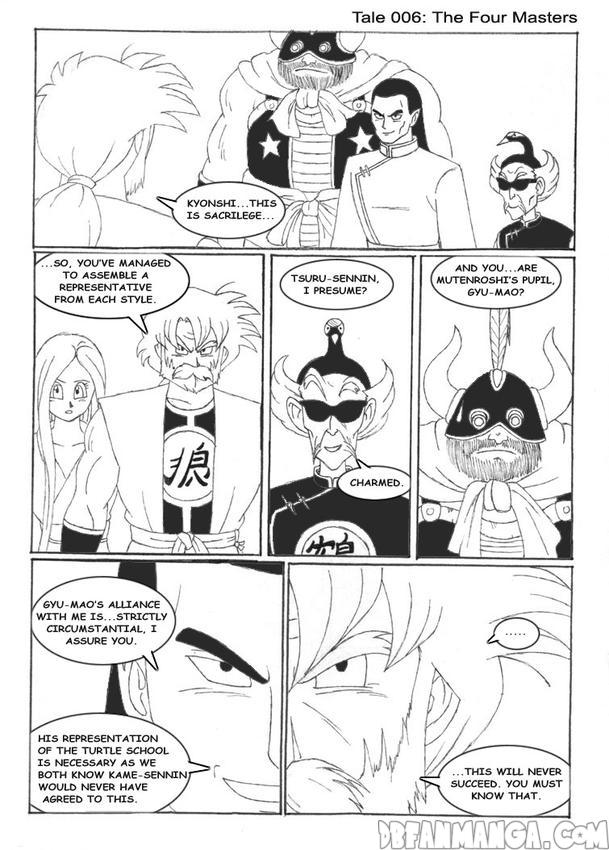 Tale 006: The Four Masters
KYONSHI...THIS
IS SACRILEGE...
...SO, YOU'VE MANAGED
TO ASSEMBLE A
REPRESENTATIVE
FROM EACH STYLE.
TSURU-SENNIN,
I PRESUME?
CHARMED.
AND YOU...ARE
MUTENROSHI'S PUPIL,
GYU-MAO?
狼
鶴
GYU-MAO'S ALLIANCE
WITH ME IS...STRICTLY
CIRCUMSTANTIAL, I
ASSURE YOU.
HIS REPRESENTATION
OF THE TURTLE SCHOOL
IS NECESSARY AS WE
BOTH KNOW KAME-SENNIN
WOULD NEVER HAVE
AGREED TO THIS.
.....
...THIS WILL NEVER
SUCCEED. YOU MUST
KNOW THAT.
DBFANMANGA.COM